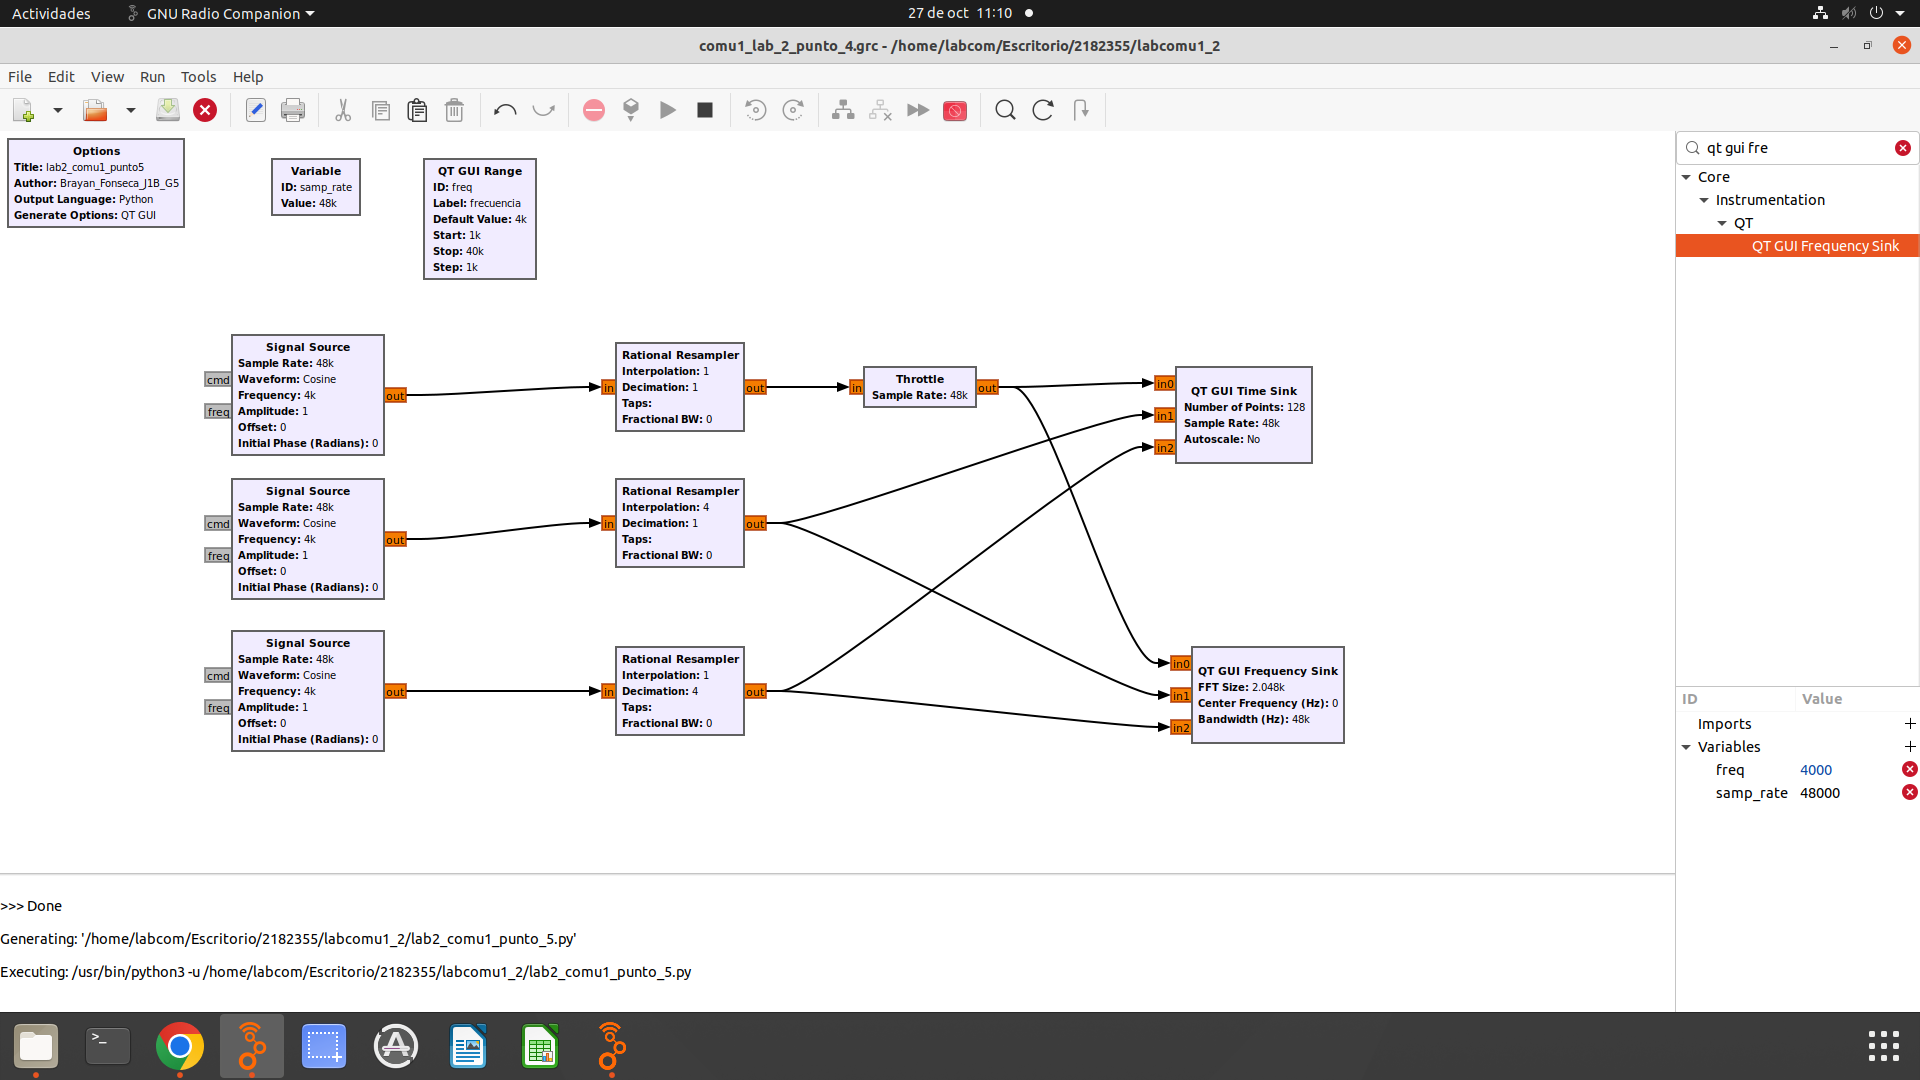 Actividades
GNU Radio Companion
27 de oct 11:10
comu1_lab_2_punto_4.grc - /home/labcom/Escritorio/2182355/labcomu1_2
File Edit View Run Tools Help
Options
Title: lab2_comu1_punto5
Author: Brayan_Fonseca_J1B_G5
Output Language: Python
Generate Options: QT GUI
Variable
ID: samp_rate
Value: 48k
QT GUI Range
ID: freq
Label: frecuencia
Default Value: 4k
Start: 1k
Stop: 40k
Step: 1k
cmd
freq
Signal Source
Sample Rate: 48k
Waveform: Cosine
Frequency: 4k
Amplitude: 1
Offset: 0
Initial Phase (Radians): 0
out
in
Rational Resampler
Interpolation: 1
Decimation: 1
Taps:
Fractional BW: 0
out
in
Throttle
Sample Rate: 48k
out
in0
in1
in2
QT GUI Time Sink
Number of Points: 128
Sample Rate: 48k
Autoscale: No
cmd
freq
Signal Source
Sample Rate: 48k
Waveform: Cosine
Frequency: 4k
Amplitude: 1
Offset: 0
Initial Phase (Radians): 0
out
in
Rational Resampler
Interpolation: 4
Decimation: 1
Taps:
Fractional BW: 0
out
cmd
freq
Signal Source
Sample Rate: 48k
Waveform: Cosine
Frequency: 4k
Amplitude: 1
Offset: 0
Initial Phase (Radians): 0
out
in
Rational Resampler
Interpolation: 1
Decimation: 4
Taps:
Fractional BW: 0
out
in0
in1
in2
QT GUI Frequency Sink
FFT Size: 2.048k
Center Frequency (Hz): 0
Bandwidth (Hz): 48k
qt gui fre
Core
Instrumentation
QT
QT GUI Frequency Sink
ID Value
Imports
Variables
freq 4000
samp_rate 48000
>>> Done
Generating: '/home/labcom/Escritorio/2182355/labcomu1_2/lab2_comu1_punto_5.py'
Executing: /usr/bin/python3 -u /home/labcom/Escritorio/2182355/labcomu1_2/lab2_comu1_punto_5.py